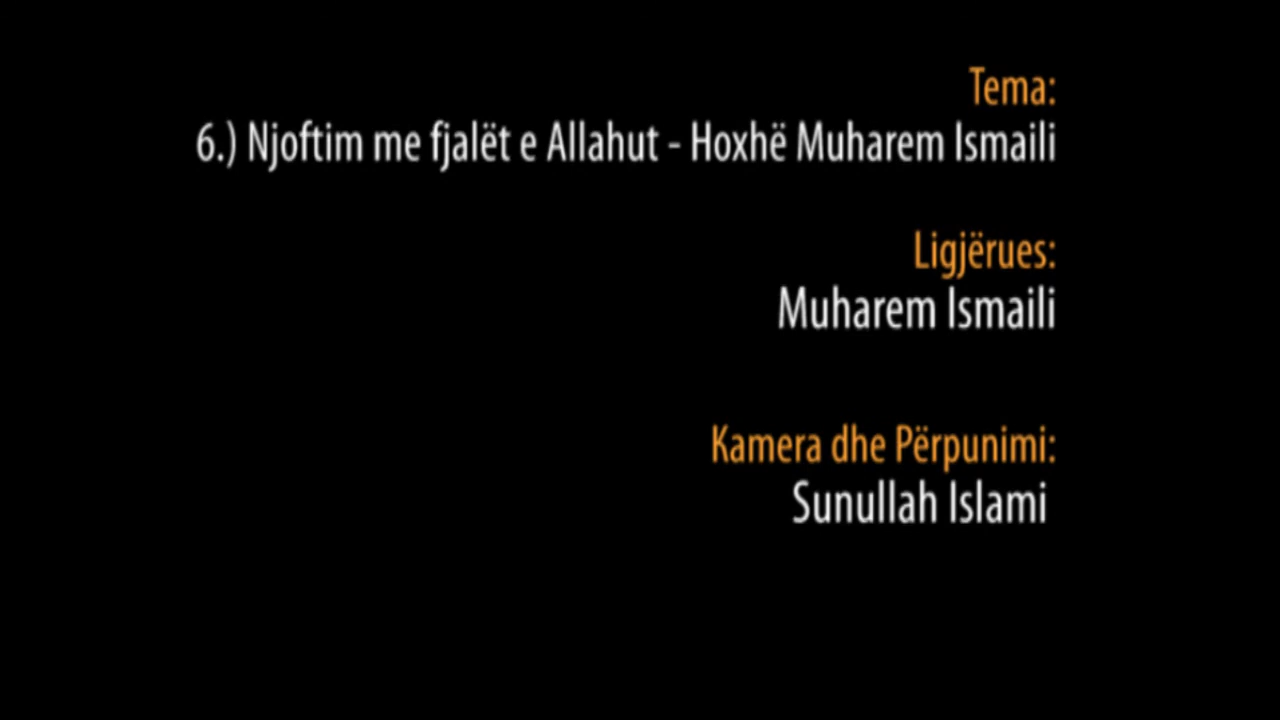 Tema:
6.) Njoftim me fjalët e Allahut - Hoxhë Muharem Ismaili
Ligjërues:
Muharem Ismaili
Kamera dhe Përpunimi:
Sunullah Islami